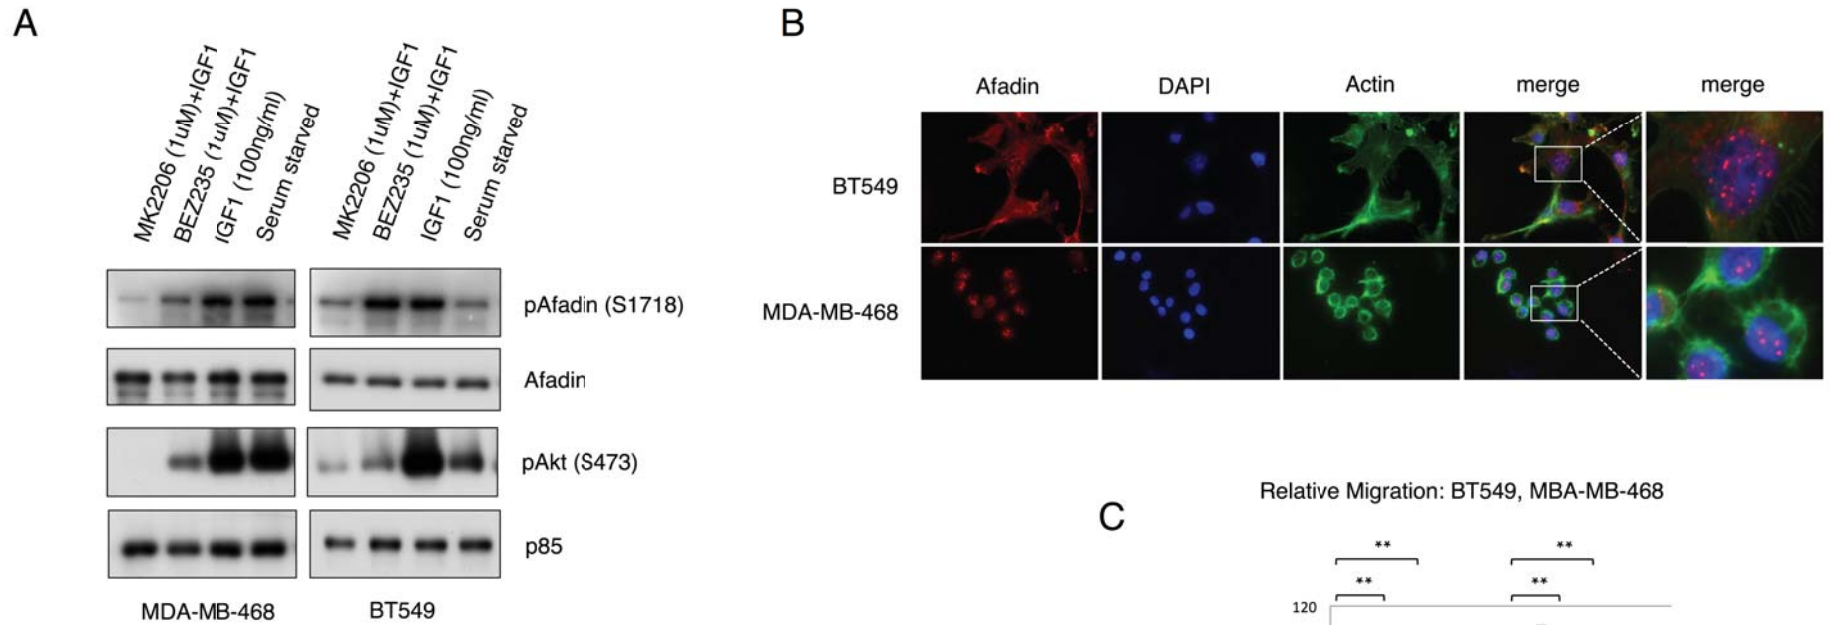 A
MK2206 (1uM)+IGF1
BEZ235 (1uM)+IGF1
IGF1 (100ng/ml)
Serum starved
MK2206 (1uM)+IGF1
BEZ235 (1uM)+IGF1
IGF1 (100ng/ml)
Serum starved
pAfadin (S1718)
Afadin
pAkt (S473)
p85
MDA-MB-468
BT549
B
Afadin
DAPI
Actin
merge
merge
BT549
MDA-MB-468
C
Relative Migration: BT549, MBA-MB-468
**
**
**
**
120